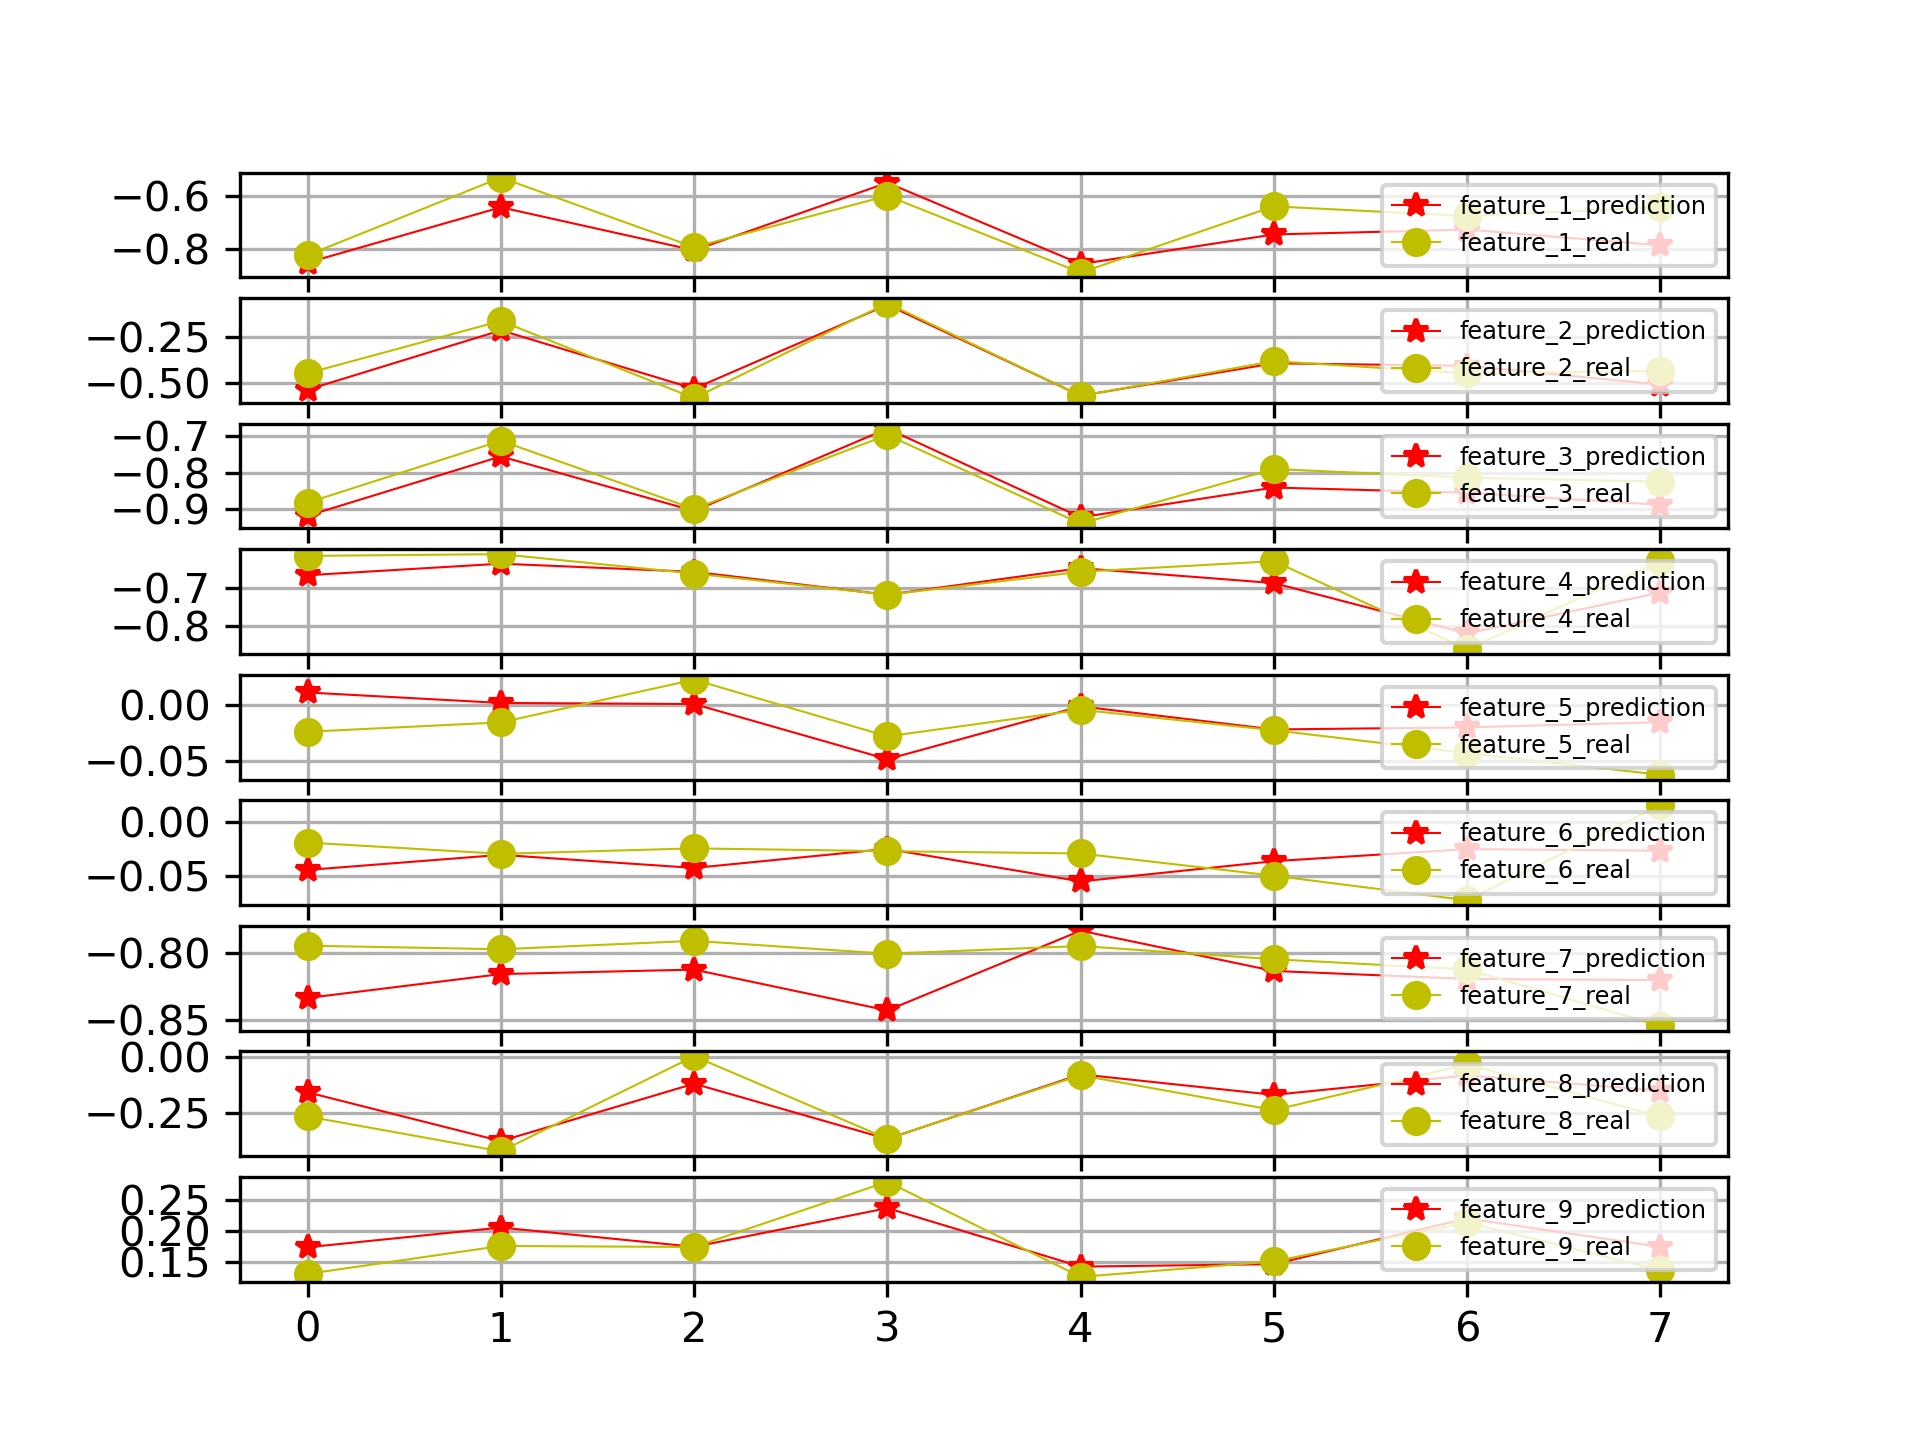 −0.6
−0.8
feature_1_prediction
feature_1_real
−0.25
−0.50
feature_2_prediction
feature_2_real
−0.7
−0.8
−0.9
feature_3_prediction
feature_3_real
−0.7
−0.8
feature_4_prediction
feature_4_real
0.00
−0.05
feature_5_prediction
feature_5_real
0.00
−0.05
feature_6_prediction
feature_6_real
−0.80
−0.85
feature_7_prediction
feature_7_real
0.00
−0.25
feature_8_prediction
feature_8_real
0.25
0.20
0.15
feature_9_prediction
feature_9_real
0 1 2 3 4 5 6 7